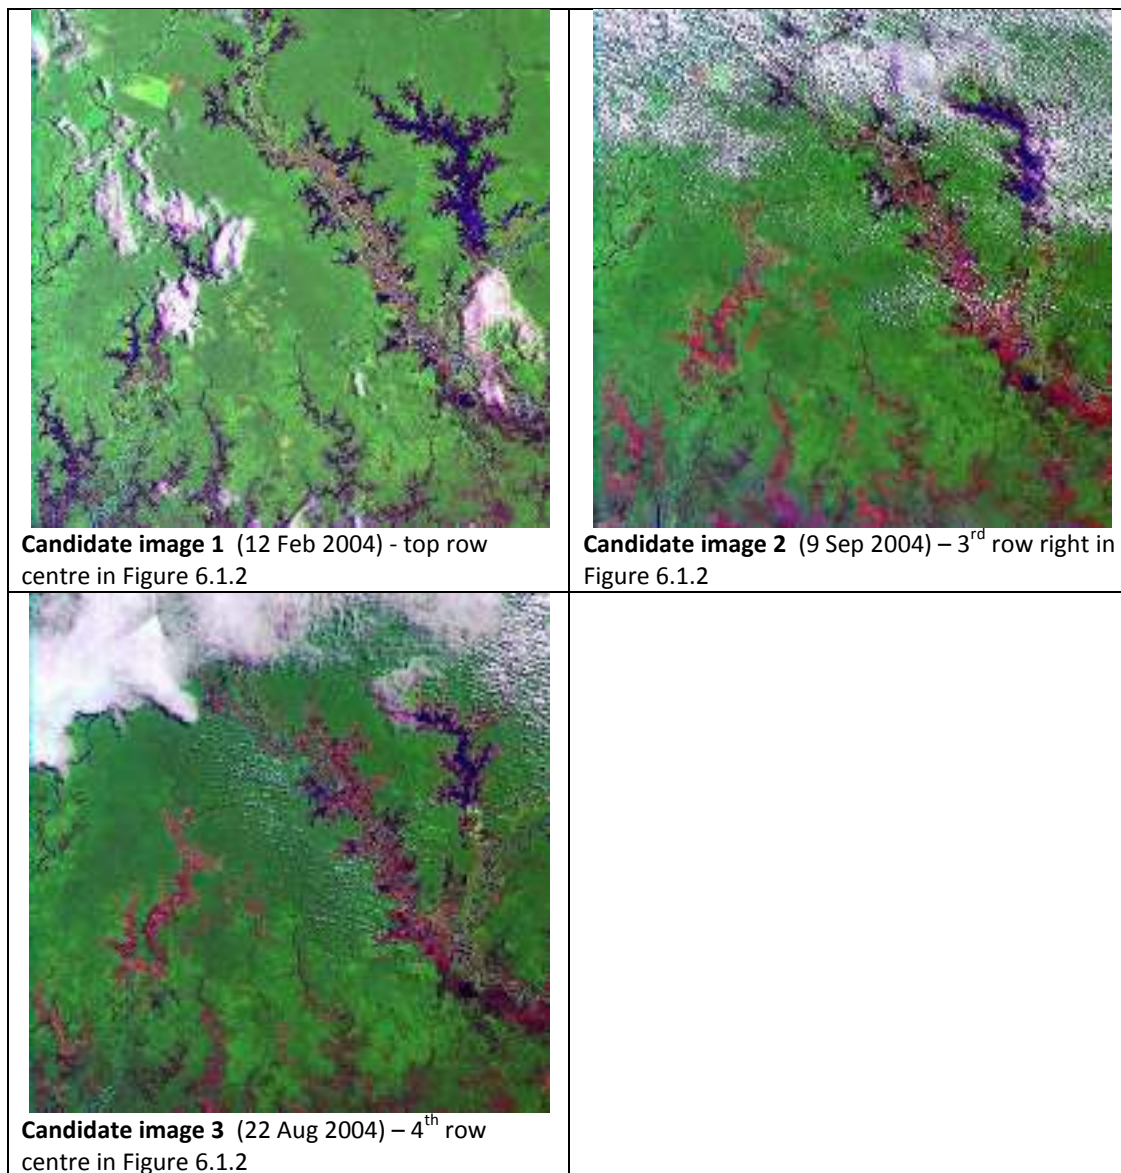 Candidate image 1 (12 Feb 2004) - top row
centre in Figure 6.1.2
Candidate image 2 (9 Sep 2004) – 3rd row right in
Figure 6.1.2
Candidate image 3 (22 Aug 2004) – 4th row
centre in Figure 6.1.2